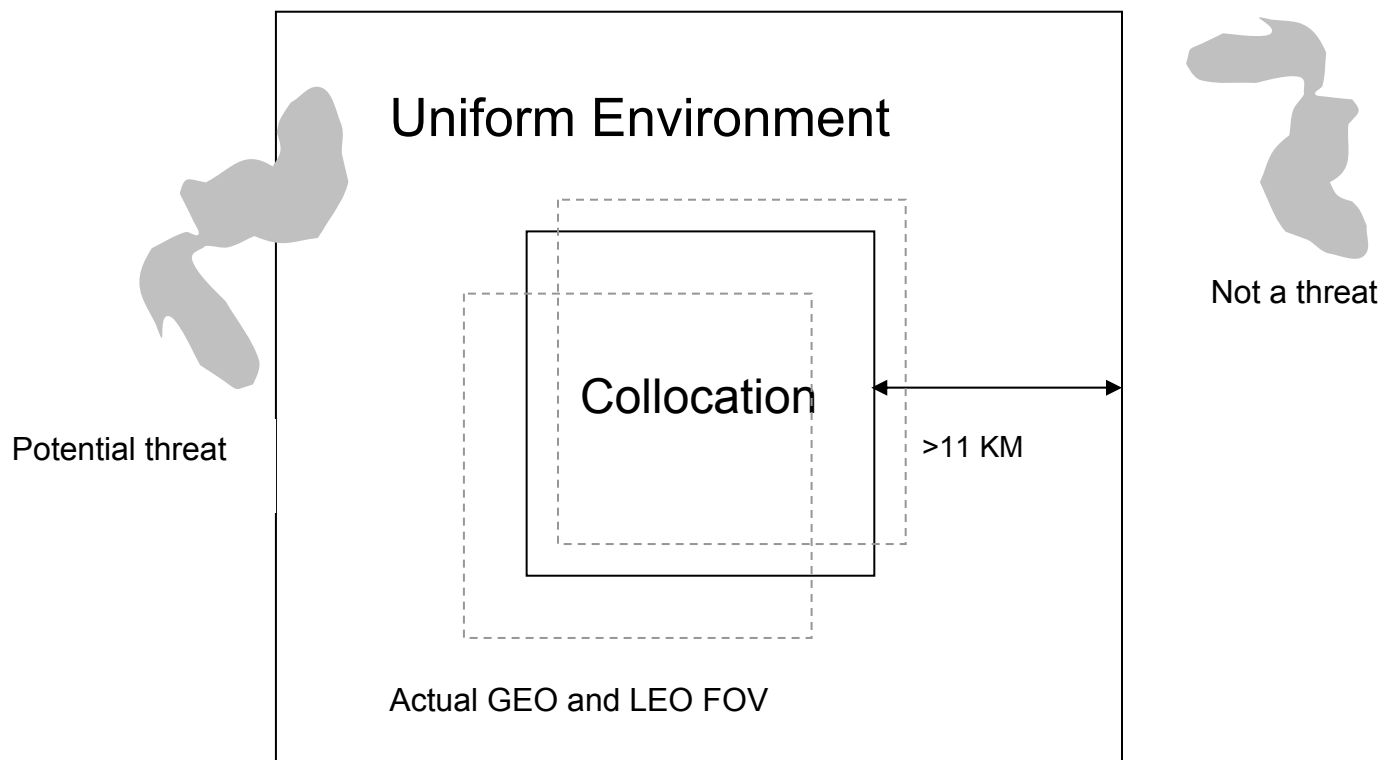 Uniform Environment
Not a threat
Collocation
Potential threat
>11 KM
Actual GEO and LEO FOV